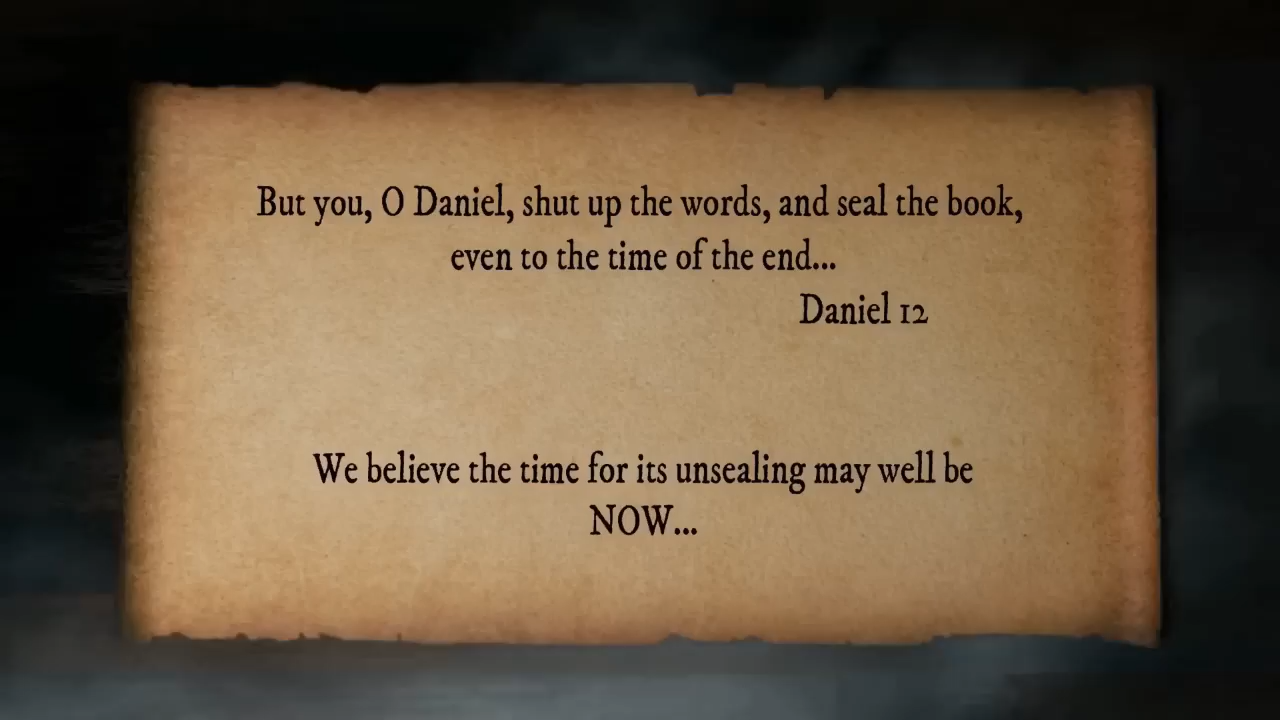 But you, O Daniel, shut up the words, and seal the book,
even to the time of the end...
Daniel 12
We believe the time for its unsealing may well be
NOW...